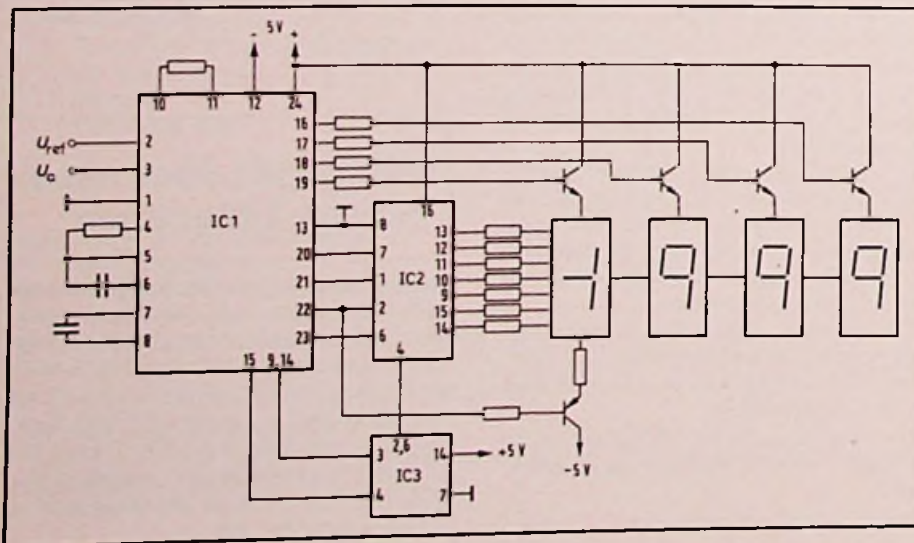 - 5V +
10 11 12 24
U_ref 2 16
17
U_a 3 18
19
1 16
4 IC1 13 8 13
12
5 20 7 11
21 1 IC2 10
6 22 2 9
7 15
23 6 14
8
15 9,14 4
2,6
3 14 +5V -5V
IC3
4 7